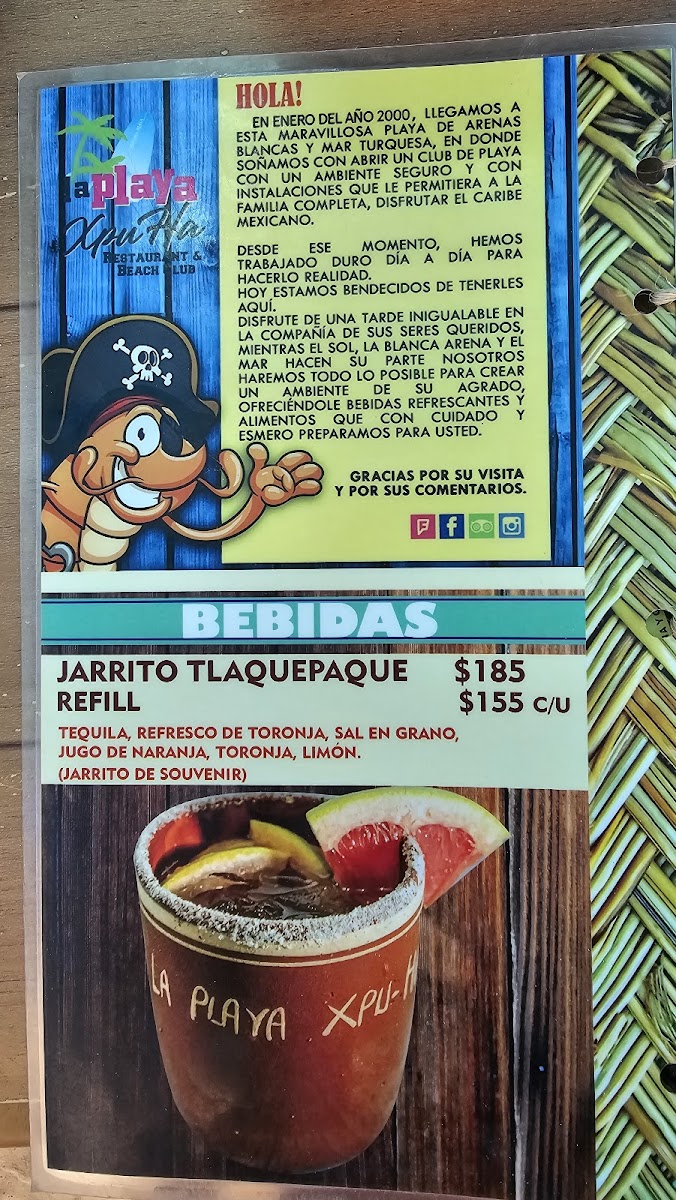 la playa
Xpu Ha
RESTAURANT &
BEACH CLUB
HOLA!
EN ENERO DEL AÑO 2000, LLEGAMOS A
ESTA MARAVILLOSA PLAYA DE ARENAS
BLANCAS Y MAR TURQUESA, EN DONDE
SOÑAMOS CON ABRIR UN CLUB DE PLAYA
CON UN AMBIENTE SEGURO Y CON
INSTALACIONES QUE LE PERMITIERA A LA
FAMILIA COMPLETA, DISFRUTAR EL CARIBE
MEXICANO.
DESDE ESE MOMENTO, HEMOS
TRABAJADO DURO DÍA A DÍA PARA
HACERLO REALIDAD.
HOY ESTAMOS BENDECIDOS DE TENERLES
AQUÍ.
DISFRUTE DE UNA TARDE INIGUALABLE EN
LA COMPAÑÍA DE SUS SERES QUERIDOS,
MIENTRAS EL SOL, LA BLANCA ARENA Y EL
MAR HACEN SU PARTE NOSOTROS
HAREMOS TODO LO POSIBLE PARA CREAR
UN AMBIENTE DE SU AGRADO,
OFRECIÉNDOLE BEBIDAS REFRESCANTES Y
ALIMENTOS QUE CON CUIDADO Y
ESMERO PREPARAMOS PARA USTED.
GRACIAS POR SU VISITA
Y POR SUS COMENTARIOS.
BEBIDAS
JARRITO TLAQUEPAQUE $185
REFILL $155 C/U
TEQUILA, REFRESCO DE TORONJA, SAL EN GRANO,
JUGO DE NARANJA, TORONJA, LIMÓN.
(JARRITO DE SOUVENIR)
LA PLAYA XPU-H